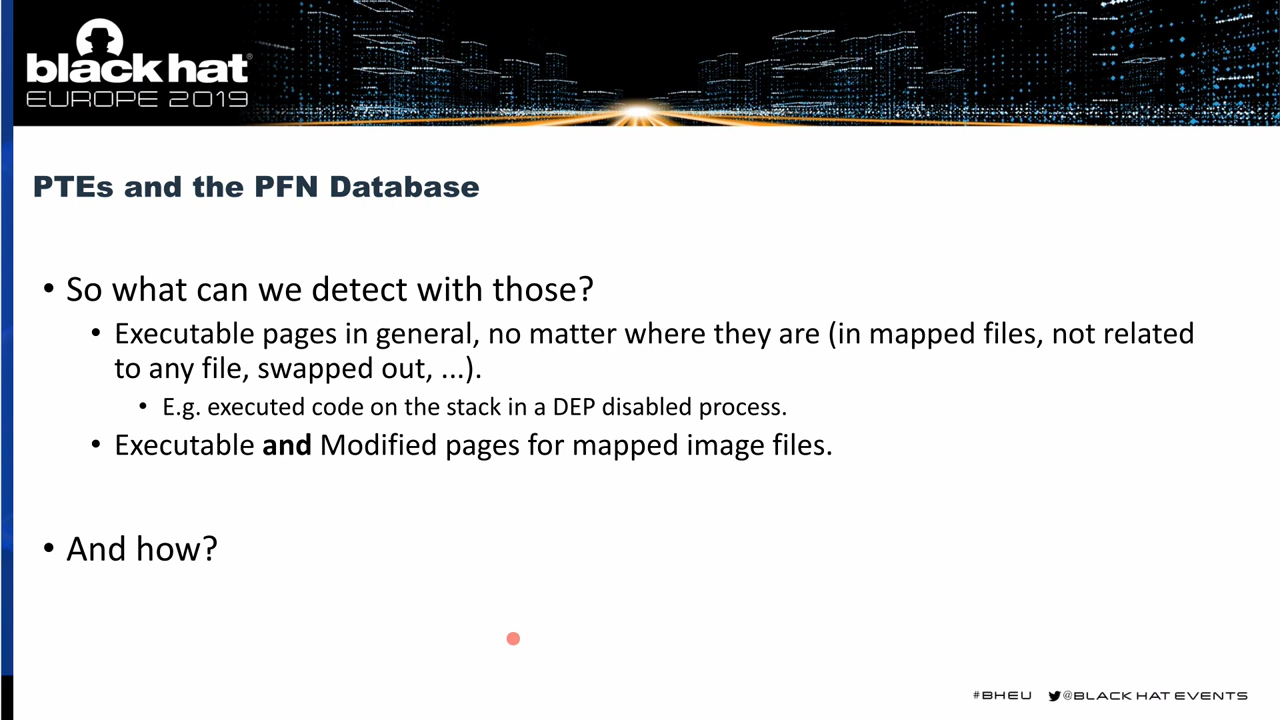 black hat®
EUROPE 2019
PTEs and the PFN Database
• So what can we detect with those?
• Executable pages in general, no matter where they are (in mapped files, not related
to any file, swapped out, ...).
• E.g. executed code on the stack in a DEP disabled process.
• Executable and Modified pages for mapped image files.
• And how?
#BHEU @BLACK HAT EVENTS